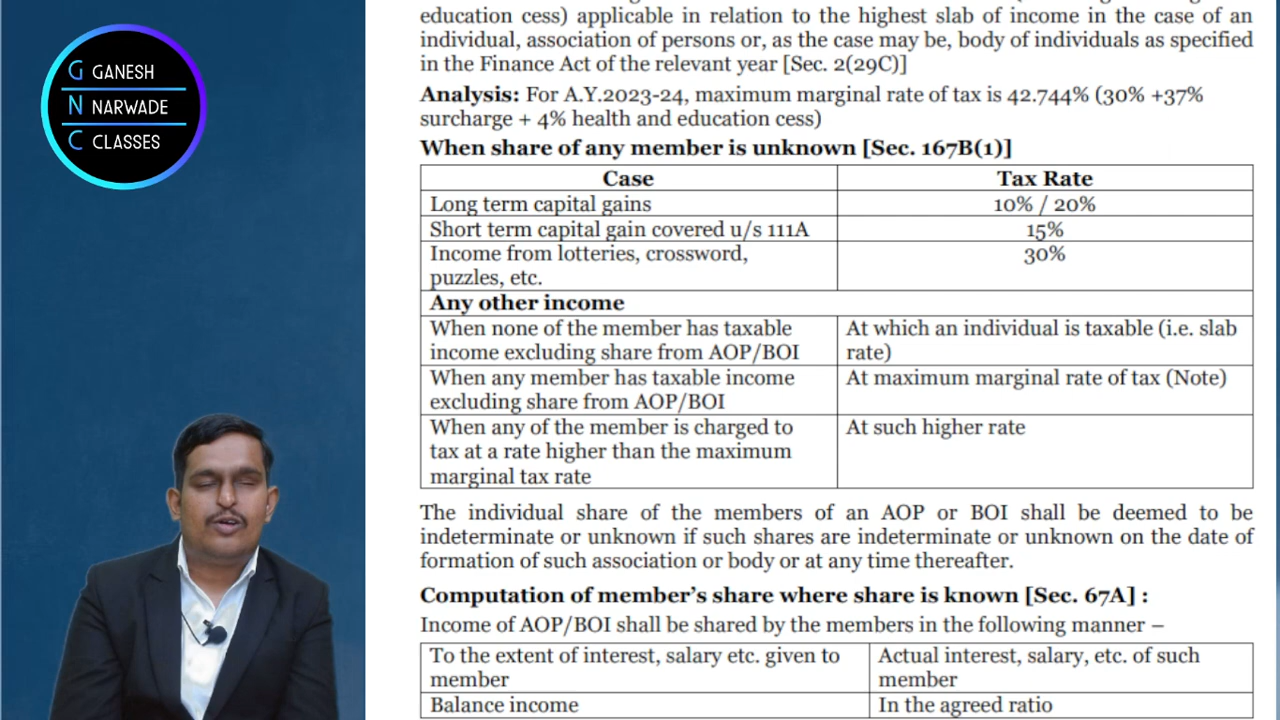 G GANESH
N NARWADE
C CLASSES
education cess) applicable in relation to the highest slab of income in the case of an
individual, association of persons or, as the case may be, body of individuals as specified
in the Finance Act of the relevant year [Sec. 2(29C)]
Analysis: For A.Y.2023-24, maximum marginal rate of tax is 42.744% (30% +37%
surcharge + 4% health and education cess)
When share of any member is unknown [Sec. 167B(1)]
Case Tax Rate
Long term capital gains 10% / 20%
Short term capital gain covered u/s 111A 15%
Income from lotteries, crossword, 30%
puzzles, etc.
Any other income
When none of the member has taxable At which an individual is taxable (i.e. slab
income excluding share from AOP/BOI rate)
When any member has taxable income At maximum marginal rate of tax (Note)
excluding share from AOP/BOI
When any of the member is charged to At such higher rate
tax at a rate higher than the maximum
marginal tax rate
The individual share of the members of an AOP or BOI shall be deemed to be
indeterminate or unknown if such shares are indeterminate or unknown on the date of
formation of such association or body or at any time thereafter.
Computation of member's share where share is known [Sec. 67A] :
Income of AOP/BOI shall be shared by the members in the following manner –
To the extent of interest, salary etc. given to Actual interest, salary, etc. of such
member member
Balance income In the agreed ratio